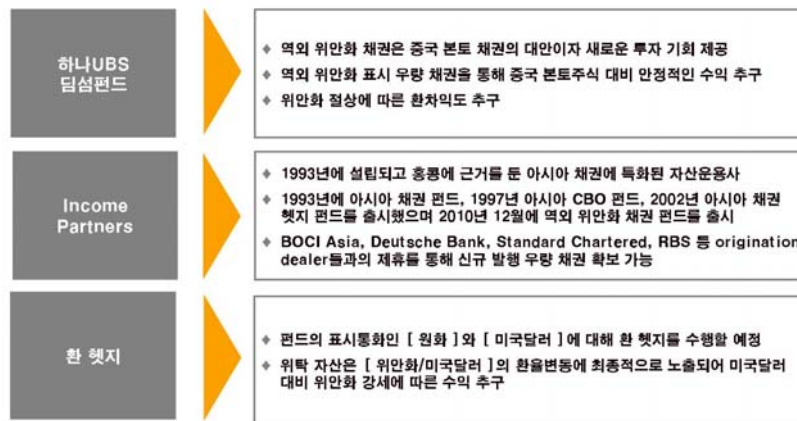 하나UBS
딤섬펀드
◆ 역외 위안화 채권은 중국 본토 채권의 대안이자 새로운 투자 기회 제공
◆ 역외 위안화 표시 우량 채권을 통해 중국 본토주식 대비 안정적인 수익 추구
◆ 위안화 절상에 따른 환차익도 추구
Income
Partners
◆ 1993년에 설립되고 홍콩에 근거를 둔 아시아 채권에 특화된 자산운용사
◆ 1993년에 아시아 채권 펀드, 1997년 아시아 CBO 펀드, 2002년 아시아 채권
헷지 펀드를 출시했으며 2010년 12월에 역외 위안화 채권 펀드를 출시
◆ BOCI Asia, Deutsche Bank, Standard Chartered, RBS 등 origination
dealer들과의 제휴를 통해 신규 발행 우량 채권 확보 가능
환 헷지
◆ 펀드의 표시통화인 [ 원화 ]와 [ 미국달러 ]에 대해 환 헷지를 수행할 예정
◆ 위탁 자산은 [ 위안화/미국달러 ]의 환율변동에 최종적으로 노출되어 미국달러
대비 위안화 강세에 따른 수익 추구